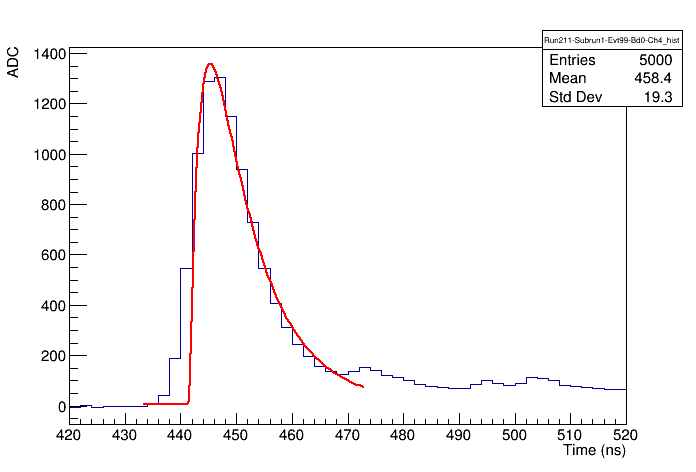 Run211-Subrun1-Evt99-Bd0-Ch4_hist
Entries 5000
Mean 458.4
Std Dev 19.3
ADC
1400
1200
1000
800
600
400
200
0
420 430 440 450 460 470 480 490 500 510 520
Time (ns)